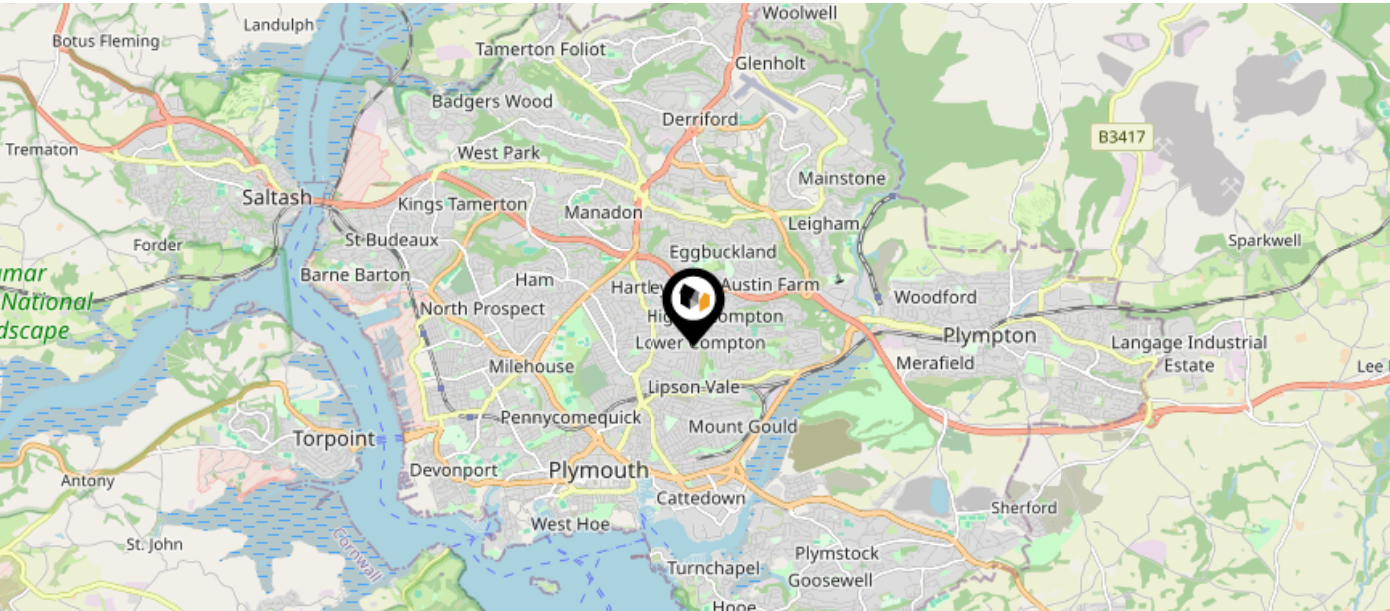 Landulph
Woolwell
Botus Fleming
Tamerton Foliot
Glenholt
Badgers Wood
Derriford
B3417
Trematon
West Park
Mainstone
Saltash
Kings Tamerton
Manadon
Leigham
Forder
St Budeaux
Eggbuckland
Sparkwell
amar
National
dscape
Barne Barton
Ham
Hartley
Austin Farm
Woodford
North Prospect
Compton
Plympton
Lower Compton
Langage Industrial
Estate
Milehouse
Merafield
Lee
Lipson Vale
Pennycomequick
Mount Gould
Torpoint
Devonport
Plymouth
Antony
Cattedown
Sherford
West Hoe
St. John
Cornwall
Plymstock
Turnchapel
Goosewell
Hooe